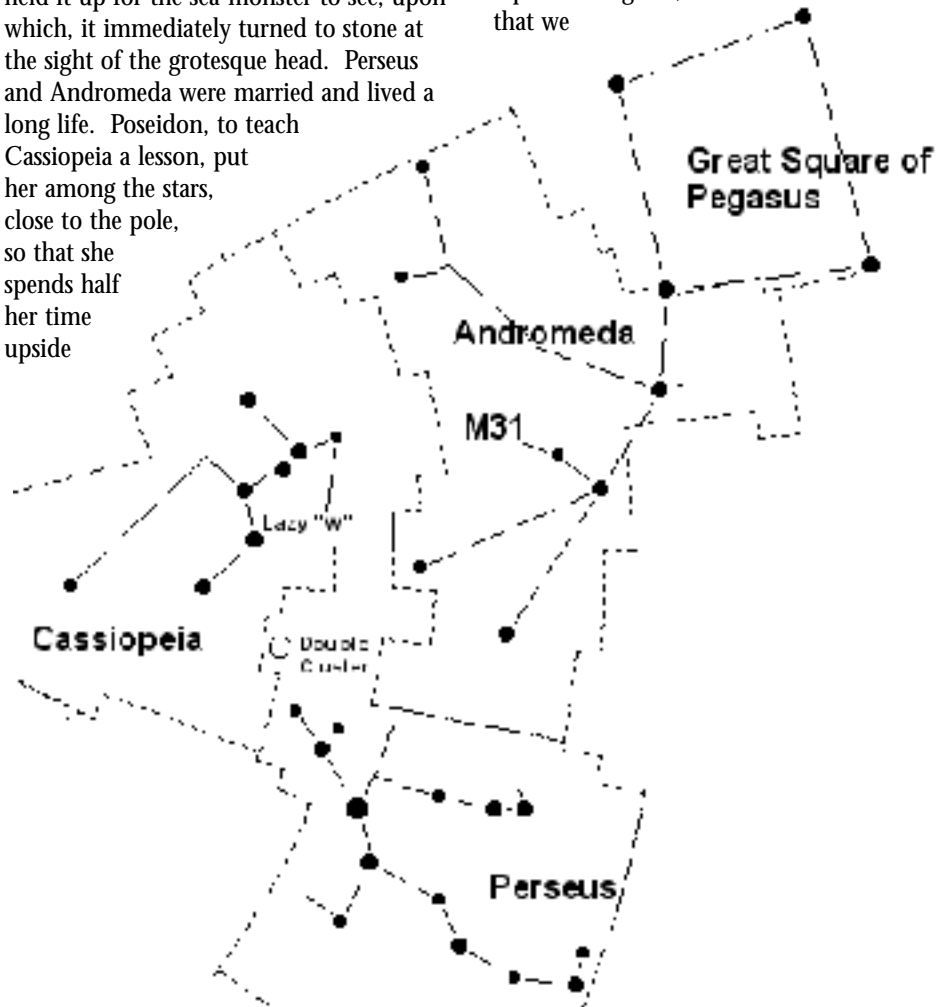 held it up for the sea monster to see, upon
which, it immediately turned to stone at
the sight of the grotesque head. Perseus
and Andromeda were married and lived a
long life. Poseidon, to teach
Cassiopeia a lesson, put
her among the stars,
close to the pole,
so that she
spends half
her time
upside
that we
Great Square of
Pegasus
Andromeda
M31
Lazy "W"
Cassiopeia
Double
Cluster
Perseus